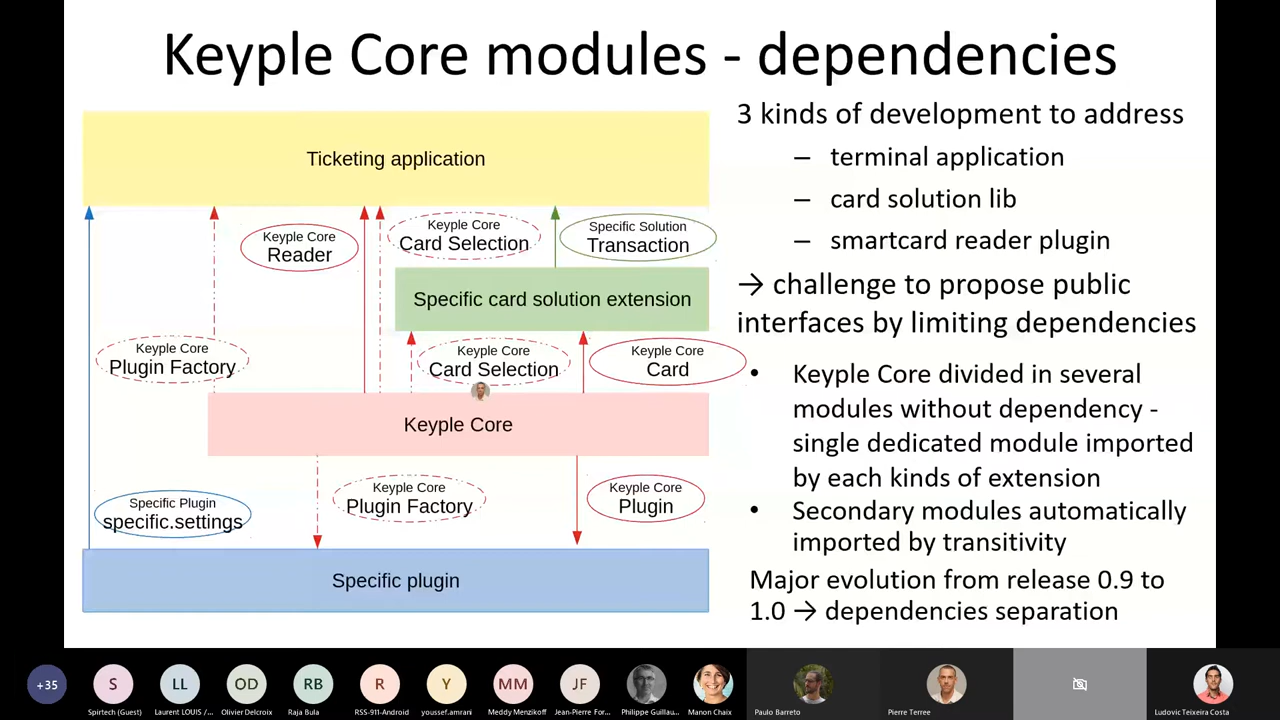 Keyple Core modules - dependencies
Ticketing application
Keyple Core
Reader
Keyple Core
Card Selection
Specific Solution
Transaction
Specific card solution extension
Keyple Core
Plugin Factory
Keyple Core
Card Selection
Keyple Core
Card
Keyple Core
Specific Plugin
specific.settings
Keyple Core
Plugin Factory
Keyple Core
Plugin
Specific plugin
3 kinds of development to address
– terminal application
– card solution lib
– smartcard reader plugin
→ challenge to propose public
interfaces by limiting dependencies
• Keyple Core divided in several
modules without dependency -
single dedicated module imported
by each kinds of extension
• Secondary modules automatically
imported by transitivity
Major evolution from release 0.9 to
1.0 → dependencies separation
+35
S
LL
OD
RB
R
Y
MM
JF
Spirtech (Guest)
Laurent LOUIS /...
Olivier Delcroix
Raja Bula
RSS-911-Android
youssef.amrani
Meddy Menzikoff
Jean-Pierre For...
Philippe Guillau...
Manon Chaix
Paulo Barreto
Pierre Terree
Ludovic Teixeira Costa